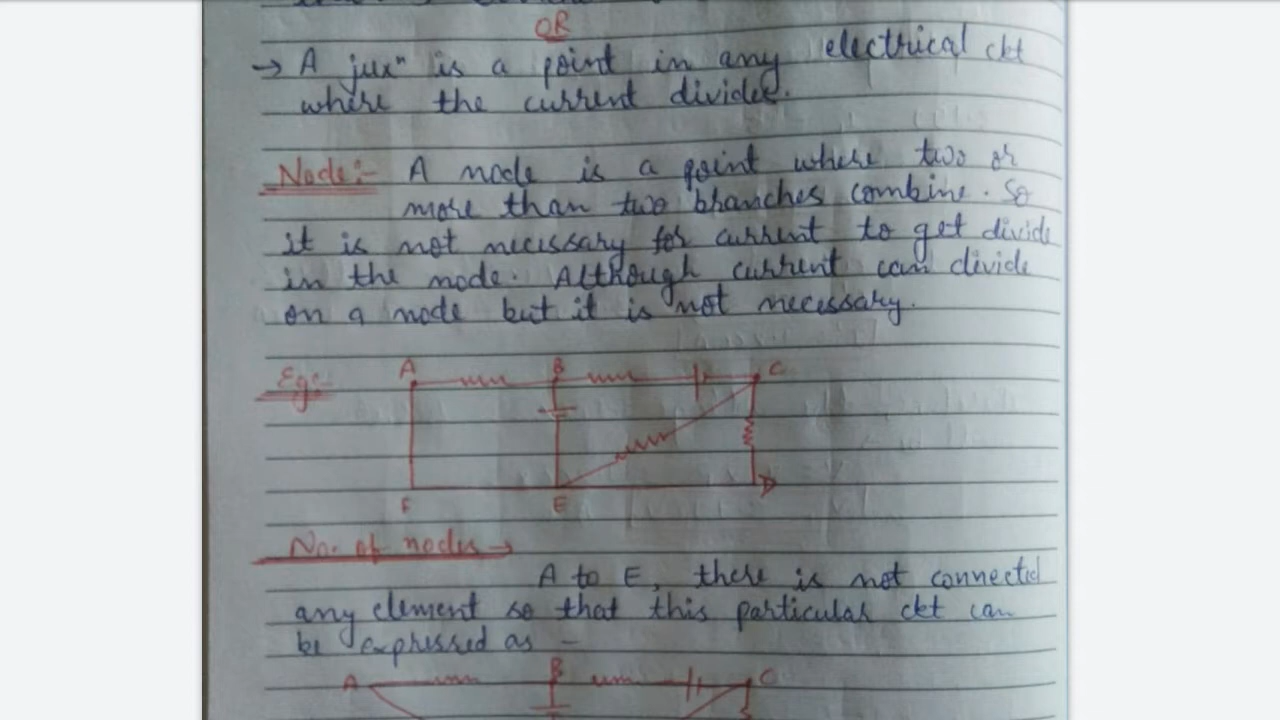 OR
→ A juxⁿ is a point in any electrical ckt
where the current divides.
Node:- A node is a point where two or
more than two branches combine. So
it is not necessary for current to get divide
in the node. Although current can divide
on a node but it is not necessary.
Eg:-
A B C
F E D
No. of nodes →
A to E, there is not connected
any element so that this particular ckt can
be expressed as -
A B C